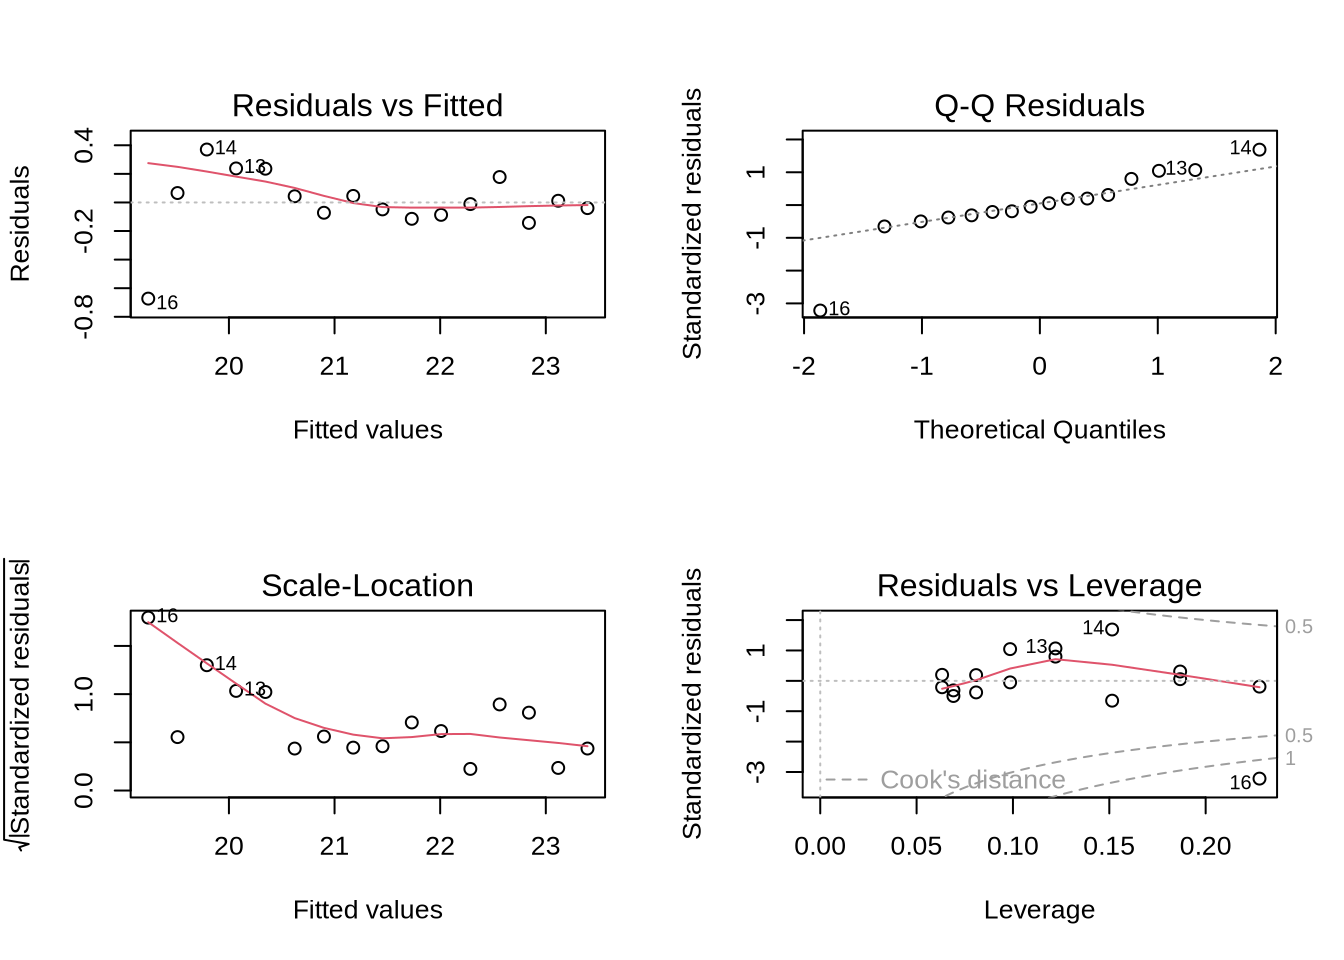 Residuals vs Fitted
Residuals
0.4
-0.2
-0.8
14
13
16
20 21 22 23
Fitted values
Q-Q Residuals
Standardized residuals
1
-1
-3
14
13
16
-2 -1 0 1 2
Theoretical Quantiles
Scale-Location
√|Standardized residuals|
1.0
0.0
16
14
13
20 21 22 23
Fitted values
Residuals vs Leverage
Standardized residuals
1
-1
-3
14
13
0.5
0.5
1
Cook's distance
16
0.00 0.05 0.10 0.15 0.20
Leverage